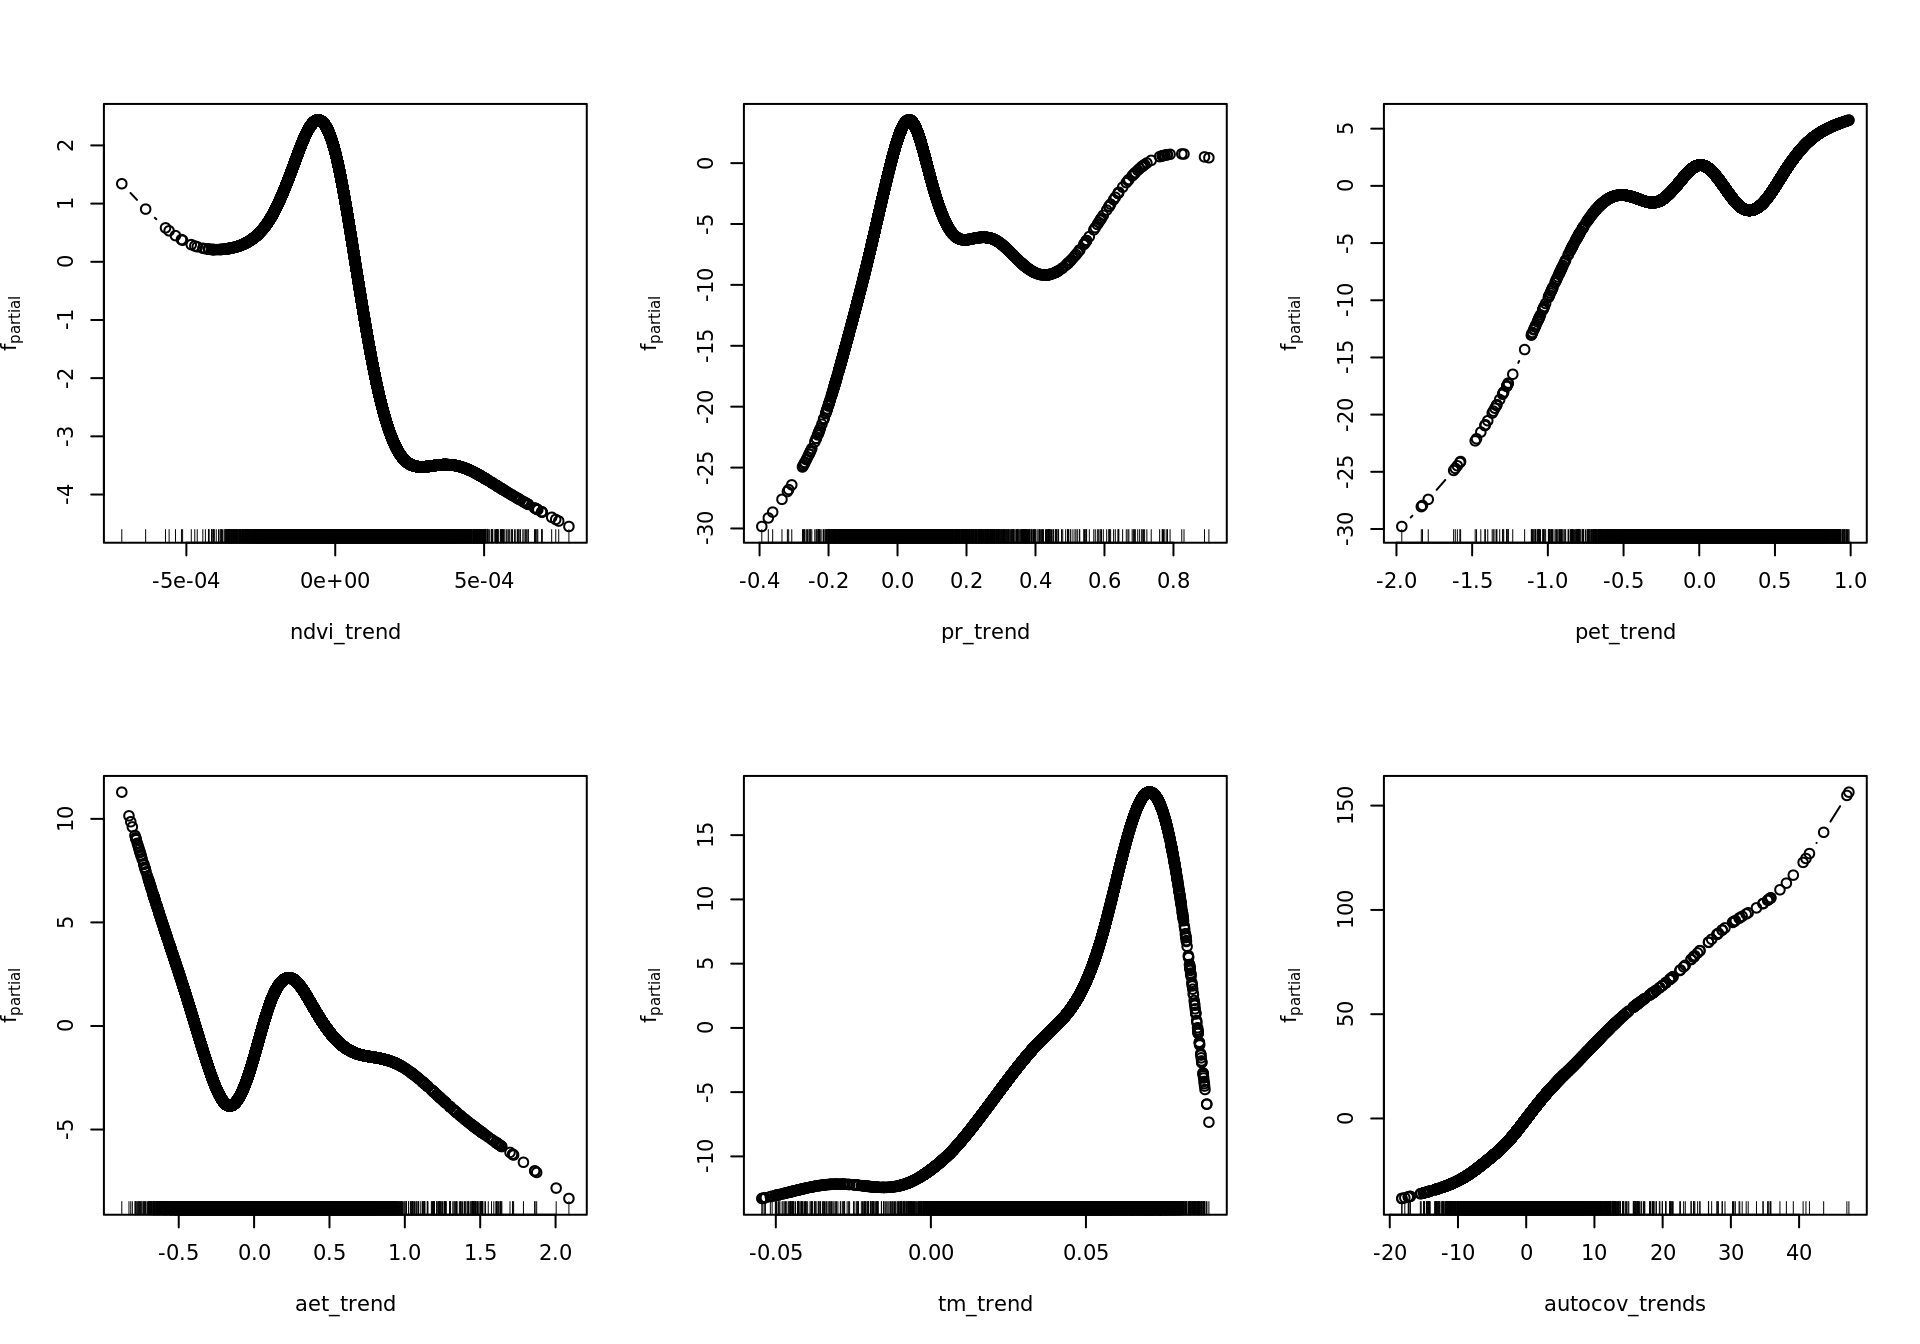 f_partial
2
1
0
-1
-2
-3
-4
-5e-04 0e+00 5e-04
ndvi_trend
f_partial
0
-5
-10
-15
-20
-25
-30
-0.4 -0.2 0.0 0.2 0.4 0.6 0.8
pr_trend
f_partial
5
0
-5
-10
-15
-20
-25
-30
-2.0 -1.5 -1.0 -0.5 0.0 0.5 1.0
pet_trend
f_partial
10
5
0
-5
-0.5 0.0 0.5 1.0 1.5 2.0
aet_trend
f_partial
15
10
5
0
-5
-10
-0.05 0.00 0.05
tm_trend
f_partial
150
100
50
0
-20 -10 0 10 20 30 40
autocov_trends